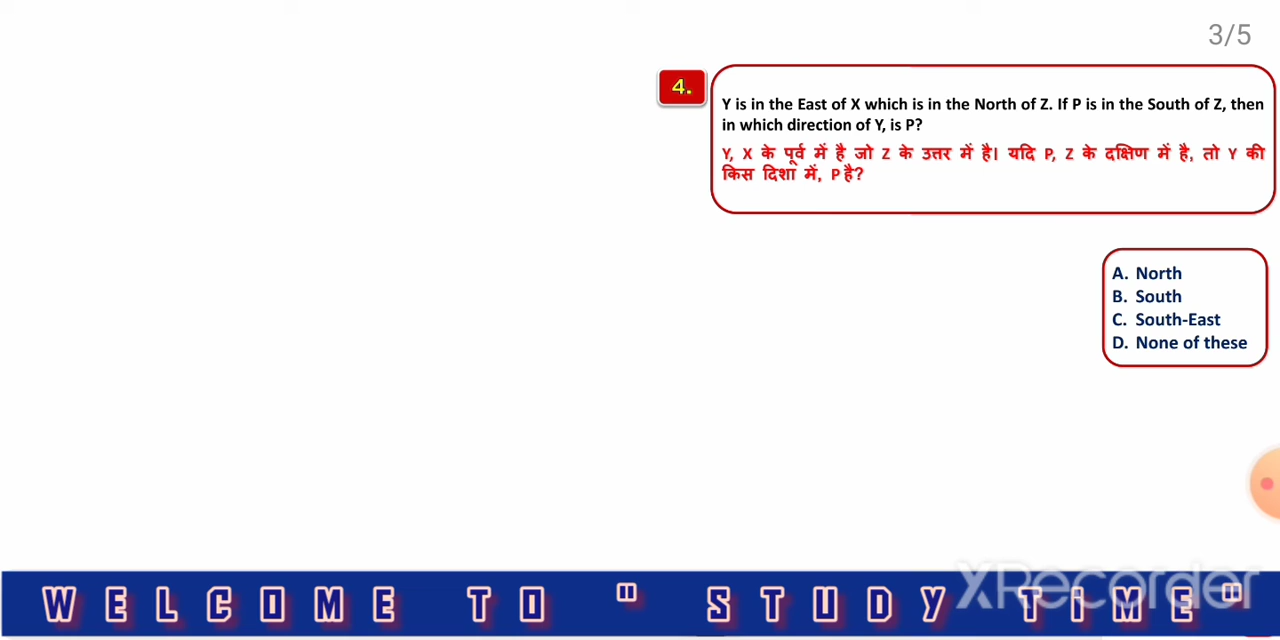 3/5
4.
Y is in the East of X which is in the North of Z. If P is in the South of Z, then
in which direction of Y, is P?
Y, X के पूर्व में है जो Z के उत्तर में है। यदि P, Z के दक्षिण में है, तो Y की
किस दिशा में, P है?
A. North
B. South
C. South-East
D. None of these
XRecorder
WELCOME TO " STUDY TiME"